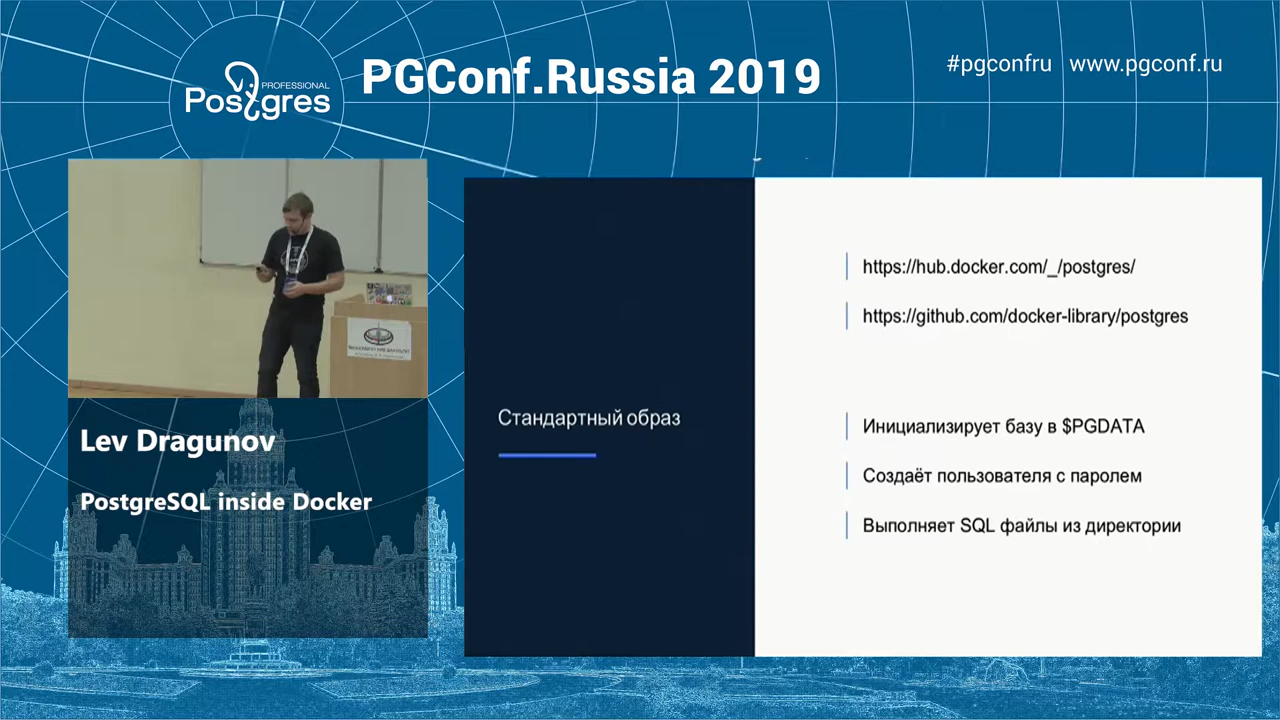 PROFESSIONAL
Postgres
PGConf.Russia 2019
#pgconfru www.pgconf.ru
Lev Dragunov
PostgreSQL inside Docker
Стандартный образ
https://hub.docker.com/_/postgres/
https://github.com/docker-library/postgres
Инициализирует базу в $PGDATA
Создаёт пользователя с паролем
Выполняет SQL файлы из директории